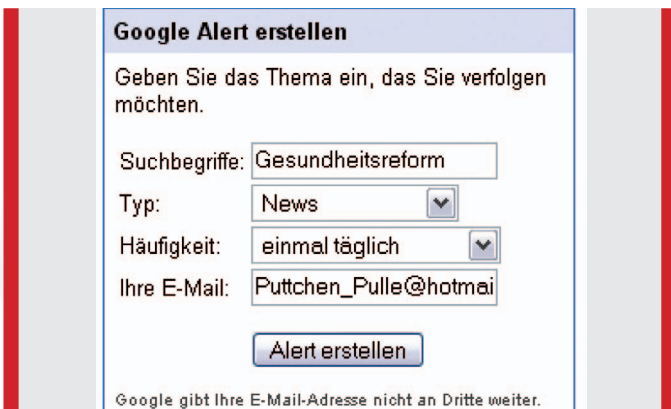 Google Alert erstellen
Geben Sie das Thema ein, das Sie verfolgen
möchten.
Suchbegriffe: Gesundheitsreform
Typ: News
Häufigkeit: einmal täglich
Ihre E-Mail: Puttchen_Pulle@hotmai
Alert erstellen
Google gibt Ihre E-Mail-Adresse nicht an Dritte weiter.